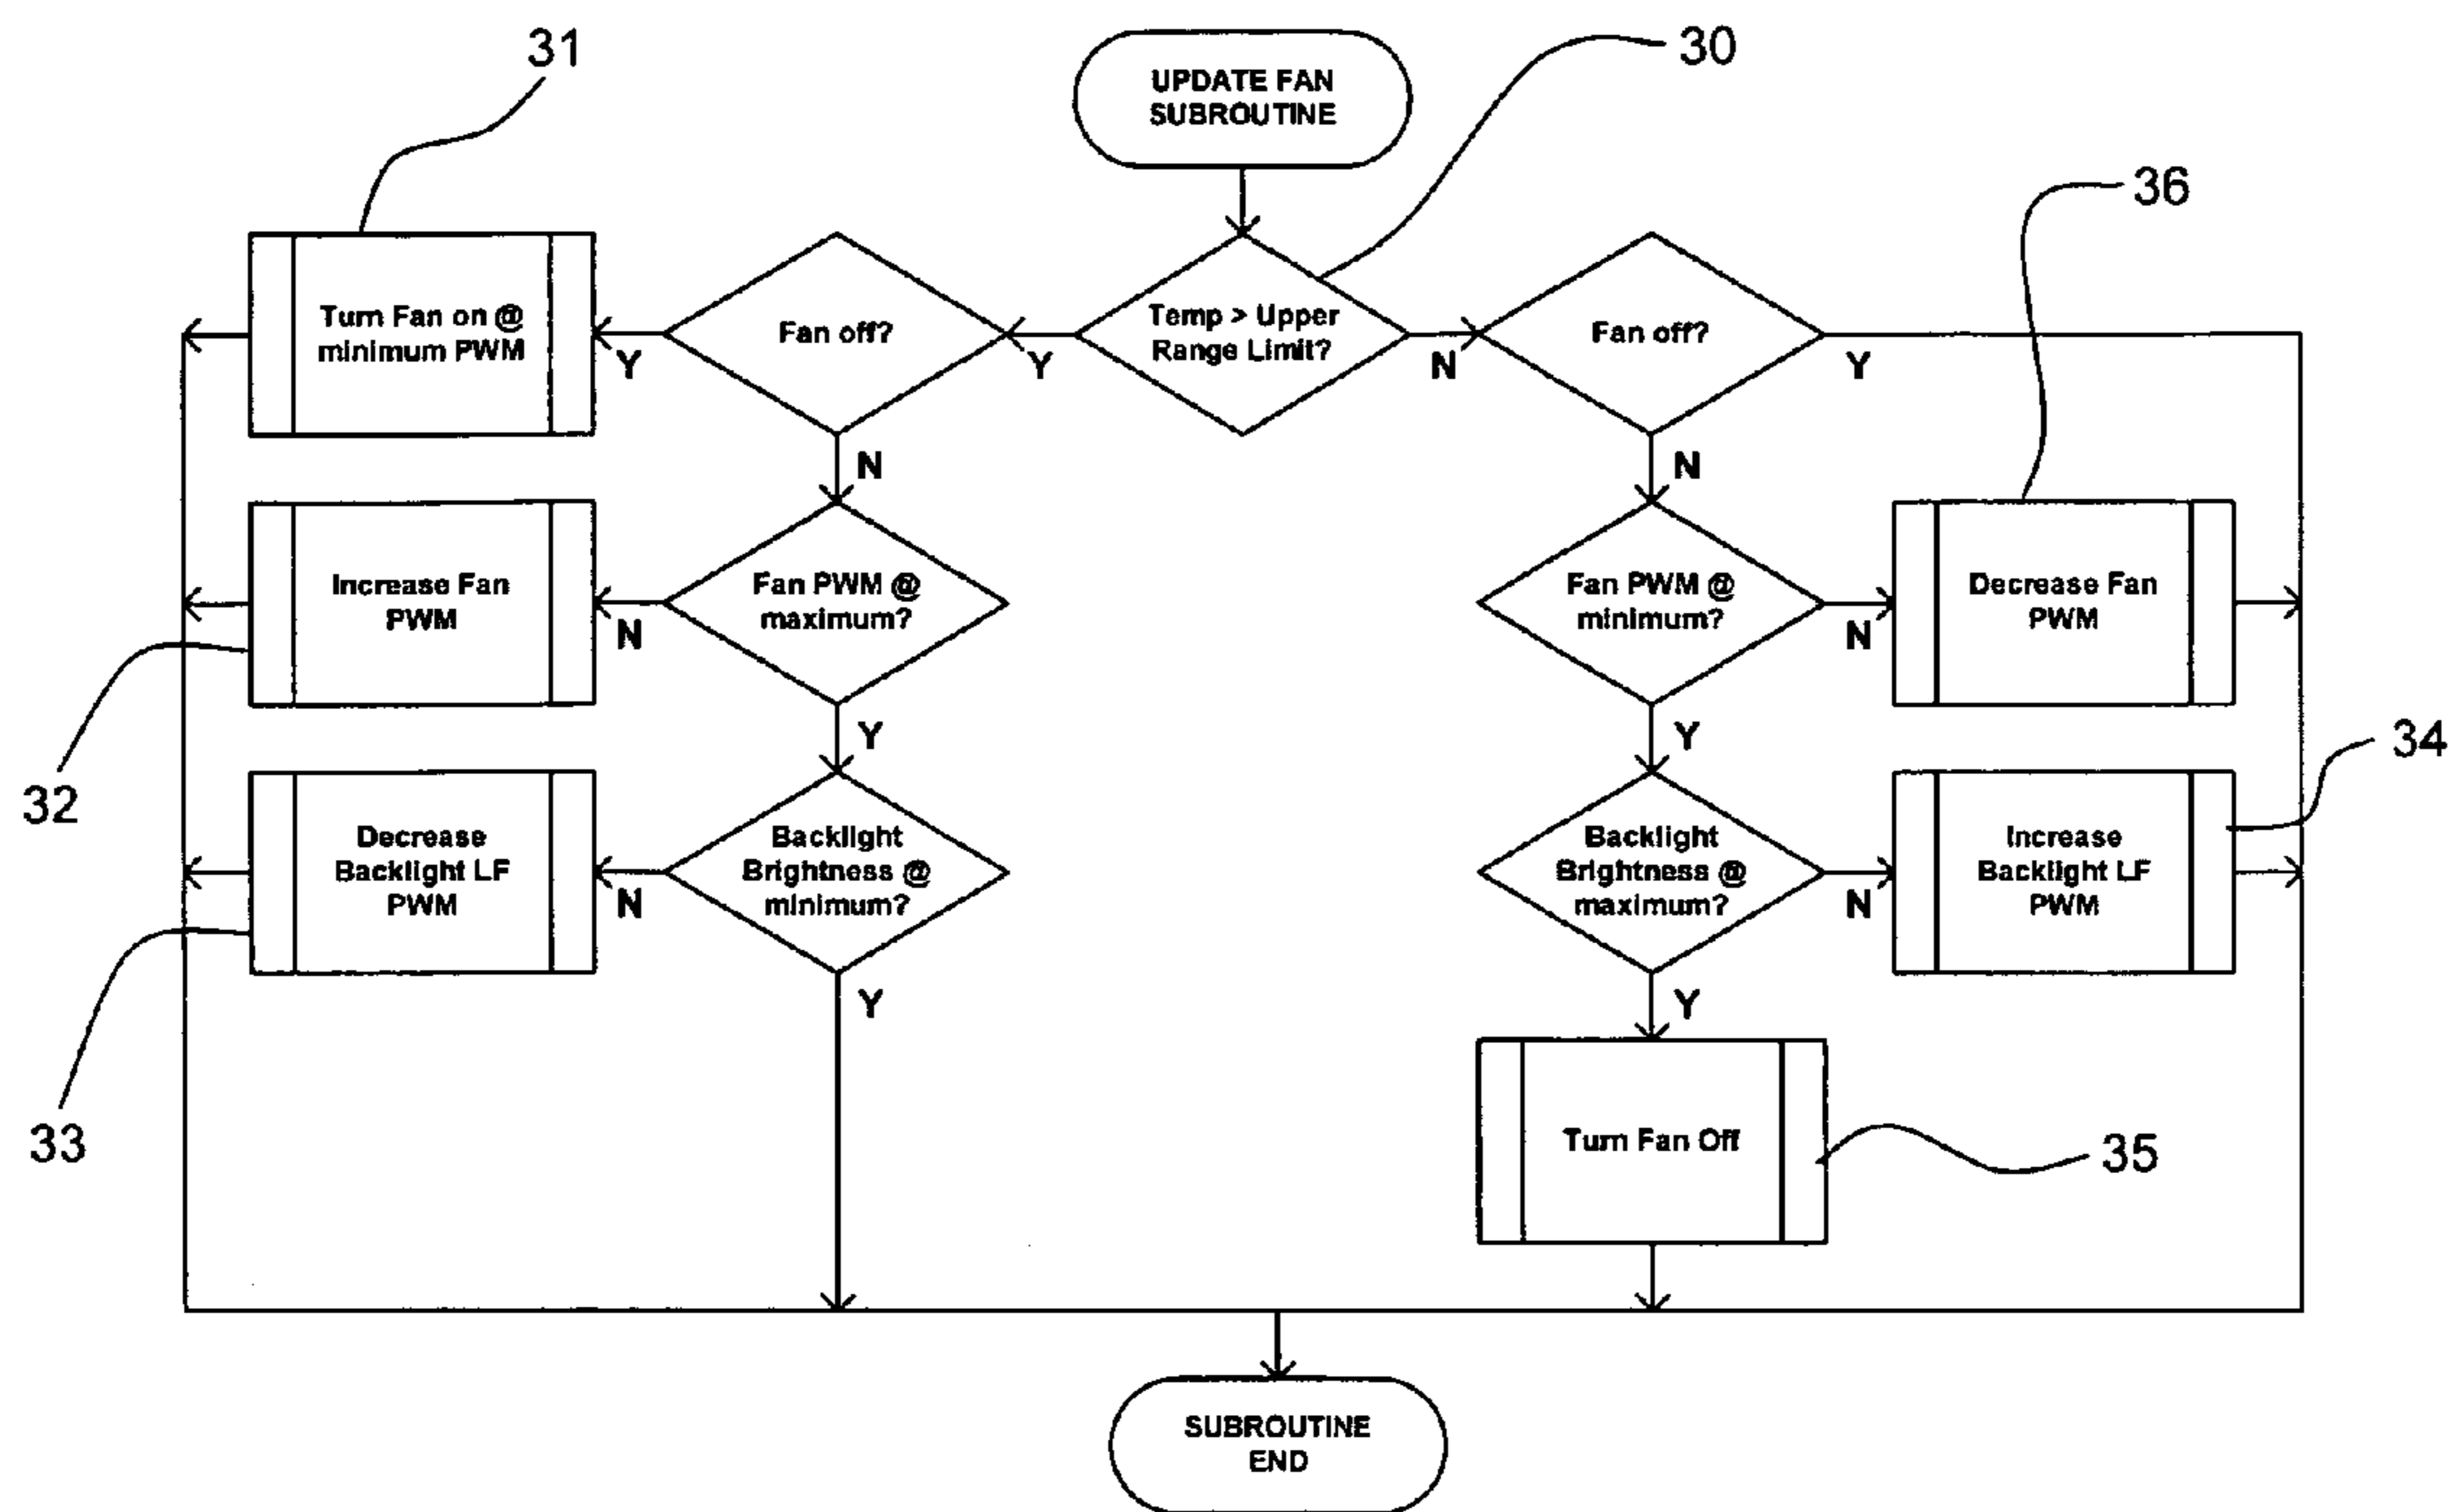 31
30
UPDATE FAN
SUBROUTINE
36
Turn Fan on @
minimum PWM
Y
Fan off?
Y
Temp > Upper
Range Limit?
N
Fan off?
Y
N
N
Increase Fan
PWM
N
Fan PWM @
maximum?
Fan PWM @
minimum?
N
Decrease Fan
PWM
32
Y
Y
34
Decrease
Backlight LF
PWM
N
Backlight
Brightness @
minimum?
Backlight
Brightness @
maximum?
N
Increase
Backlight LF
PWM
33
Y
Y
Turn Fan Off
35
SUBROUTINE
END